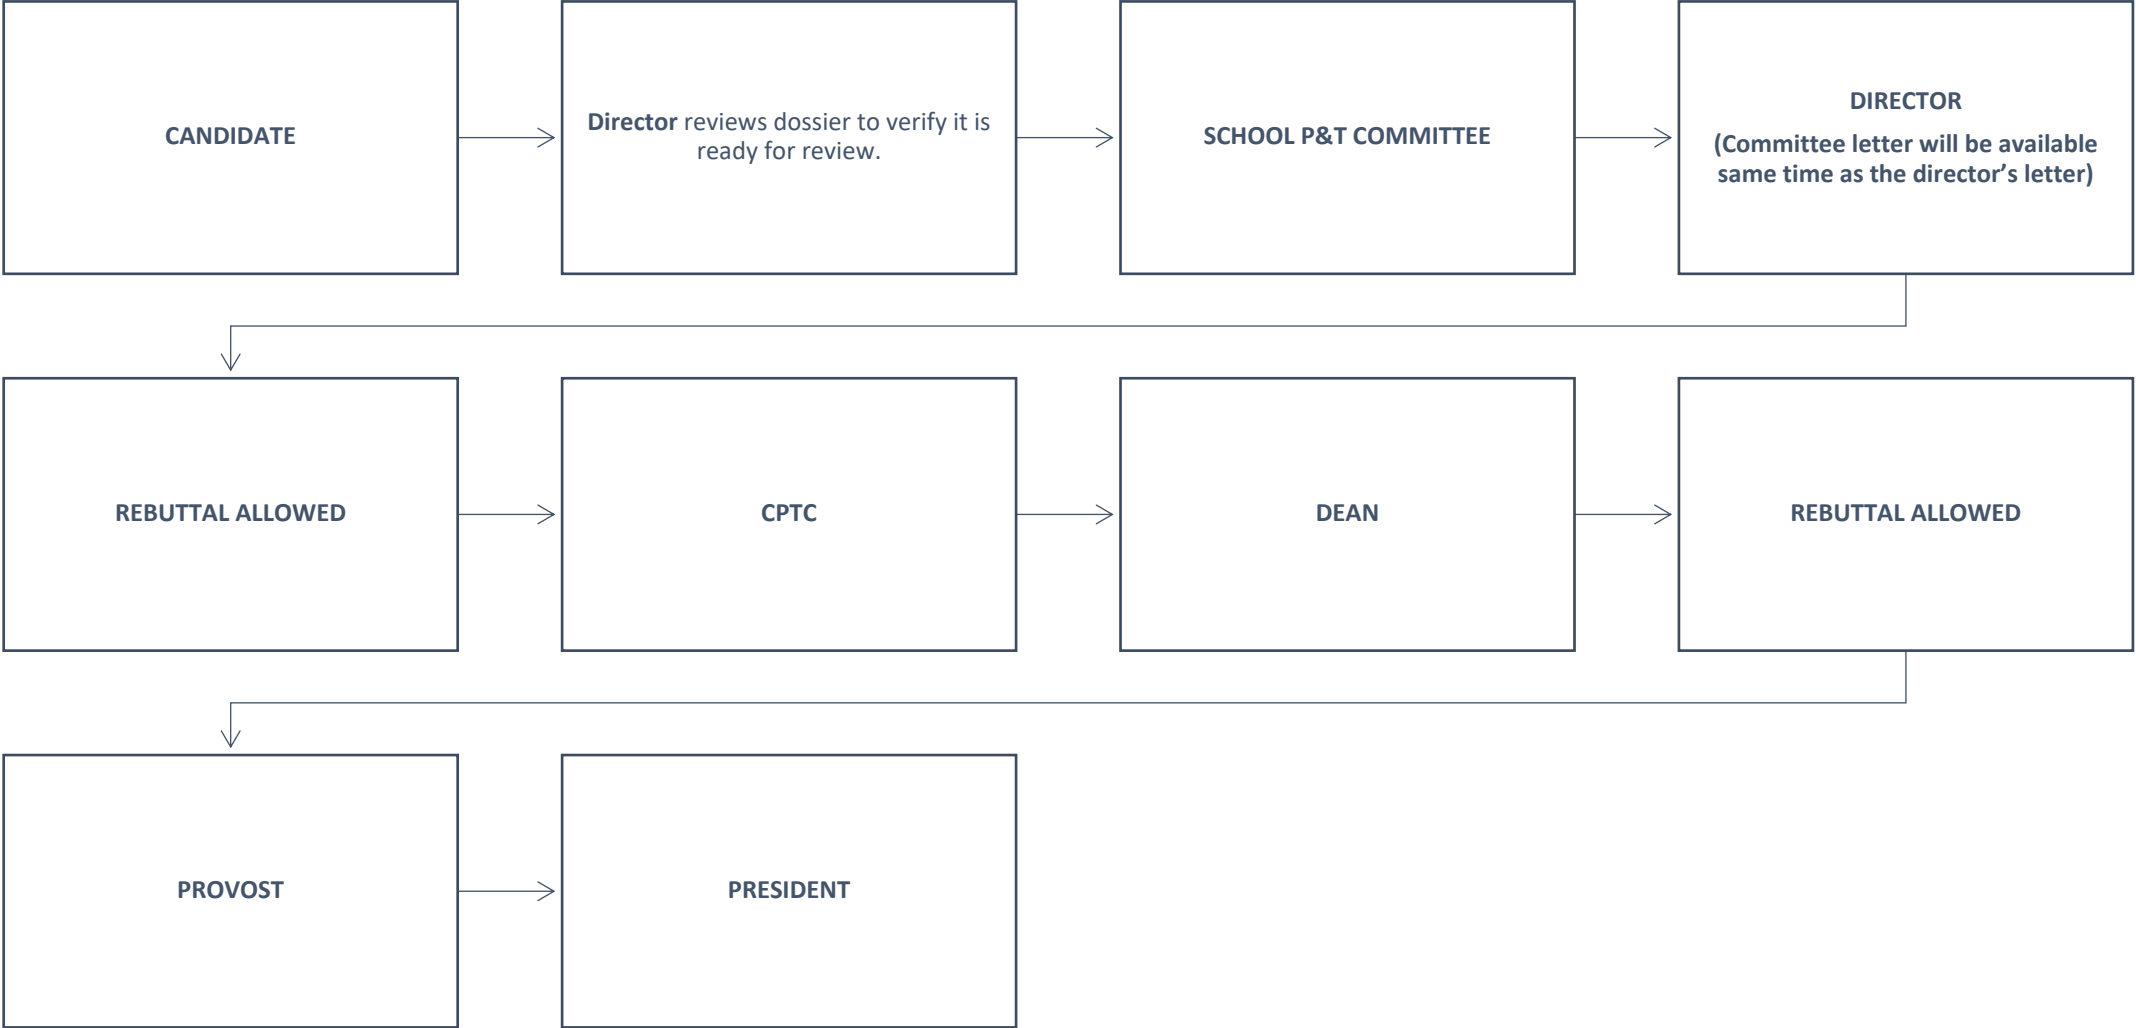 CANDIDATE
Director reviews dossier to verify it is
ready for review.
SCHOOL P&T COMMITTEE
DIRECTOR
(Committee letter will be available
same time as the director’s letter)
REBUTTAL ALLOWED
CPTC
DEAN
REBUTTAL ALLOWED
PROVOST
PRESIDENT